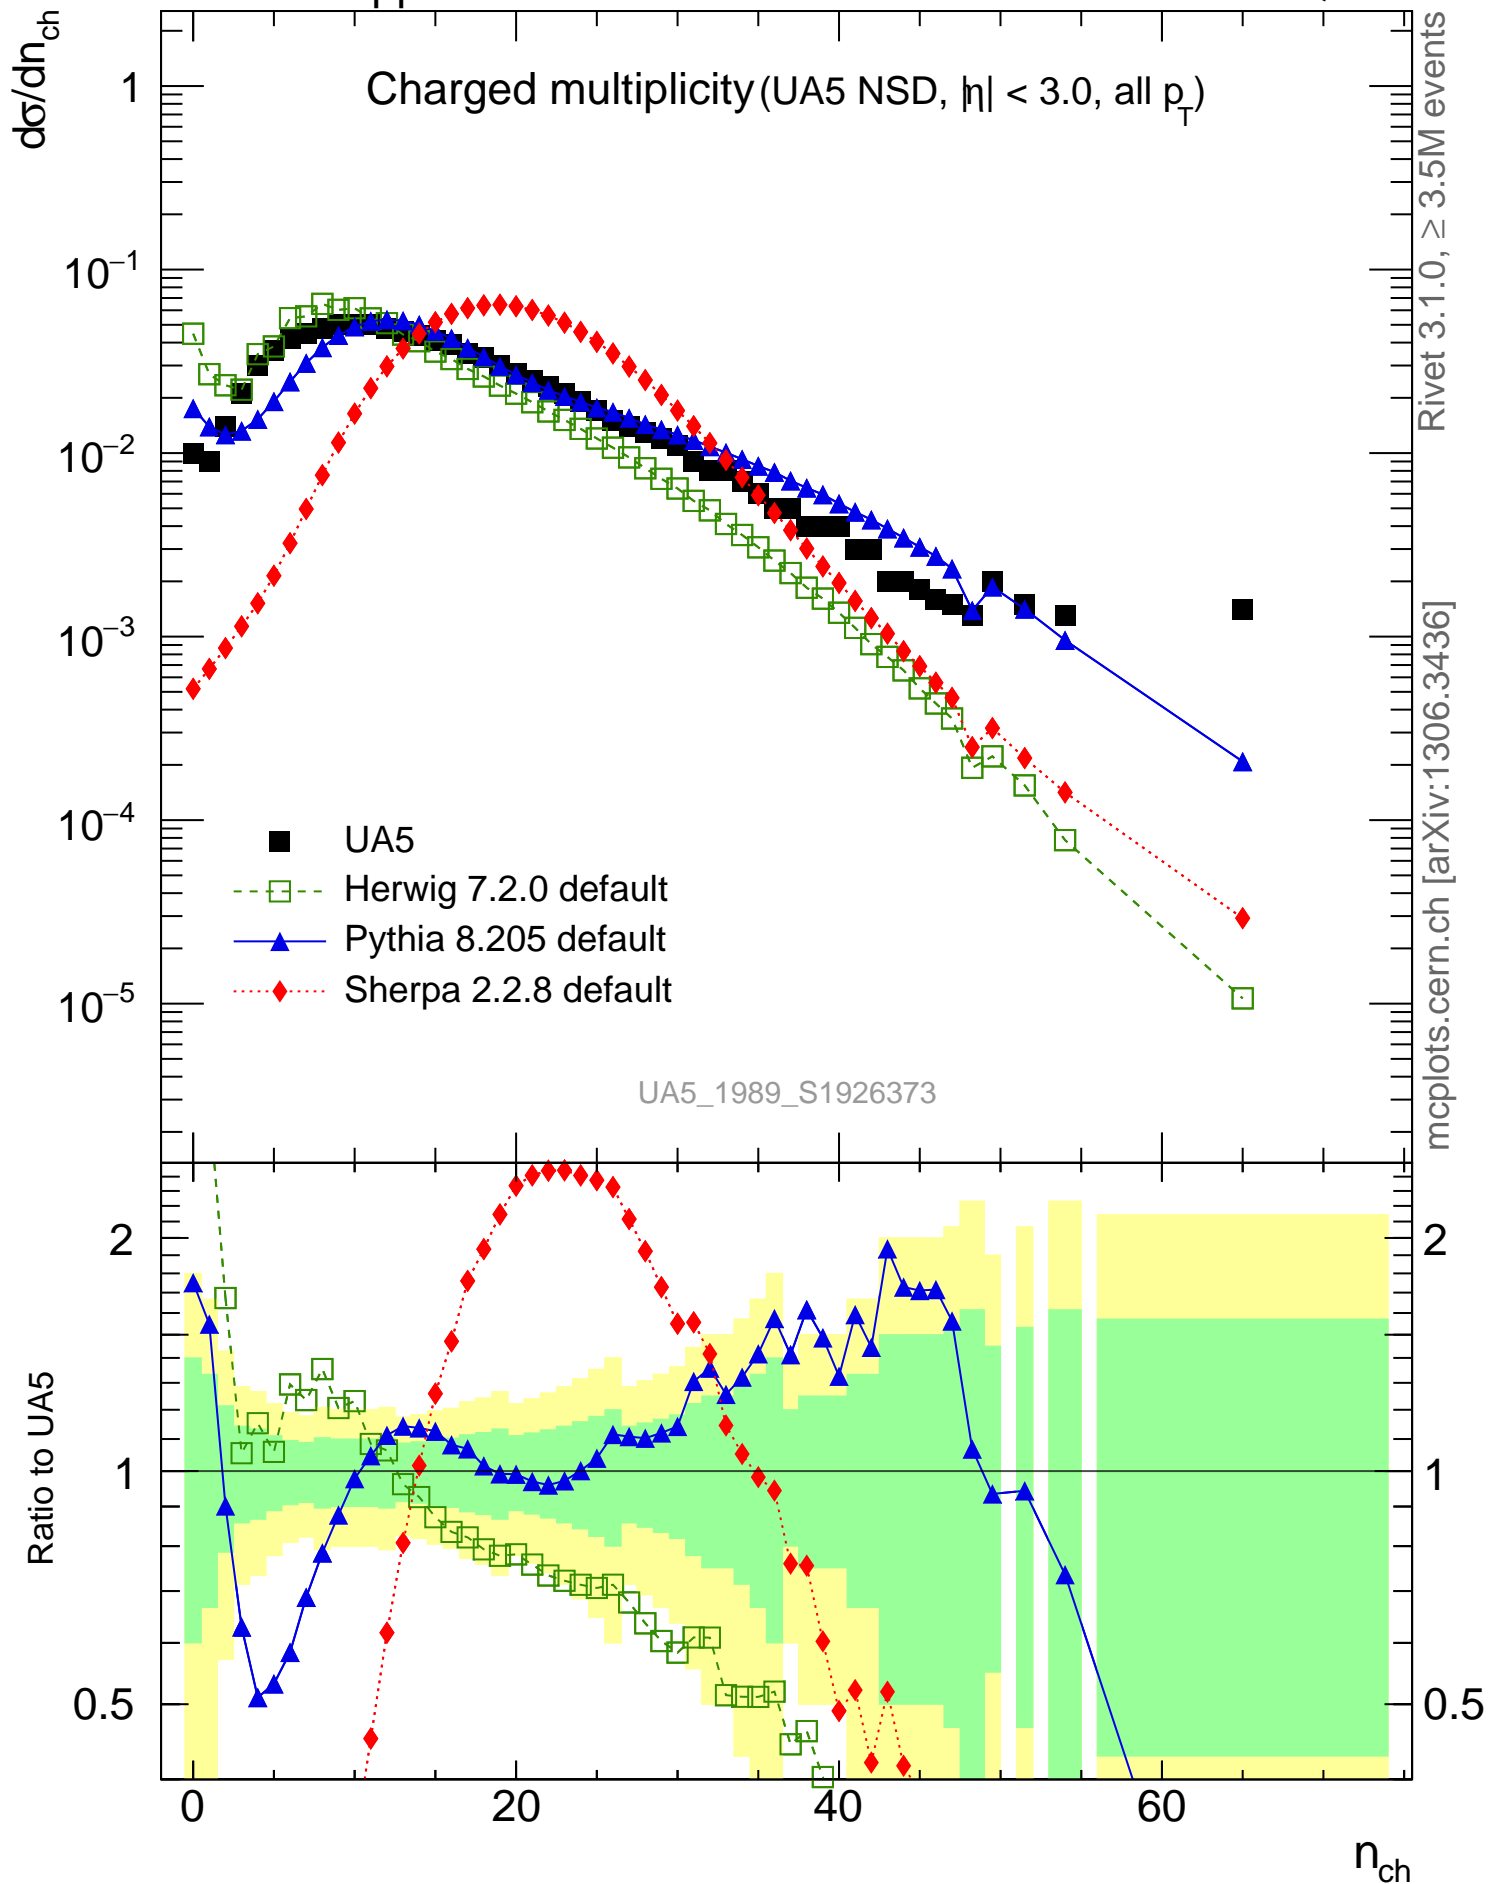 dσ/dn_ch
Charged multiplicity (UA5 NSD, |η| < 3.0, all p_T)
1
10⁻¹
10⁻²
10⁻³
10⁻⁴
10⁻⁵
UA5
Herwig 7.2.0 default
Pythia 8.205 default
Sherpa 2.2.8 default
UA5_1989_S1926373
Rivet 3.1.0, ≥ 3.5M events
mcplots.cern.ch [arXiv:1306.3436]
Ratio to UA5
2
1
0.5
2
1
0.5
0 20 40 60
n_ch